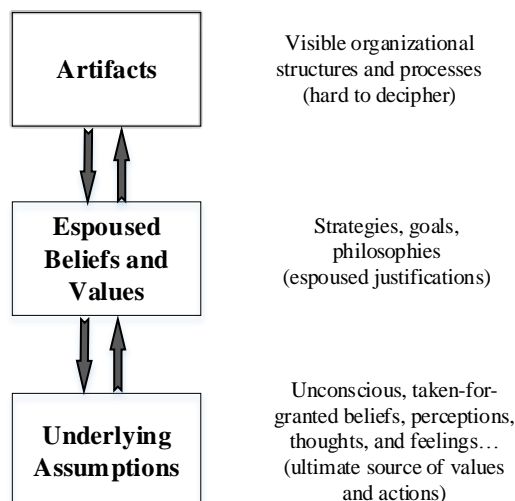 Artifacts
Visible organizational
structures and processes
(hard to decipher)
Espoused
Beliefs and
Values
Strategies, goals,
philosophies
(espoused justifications)
Underlying
Assumptions
Unconscious, taken-for-
granted beliefs, perceptions,
thoughts, and feelings…
(ultimate source of values
and actions)